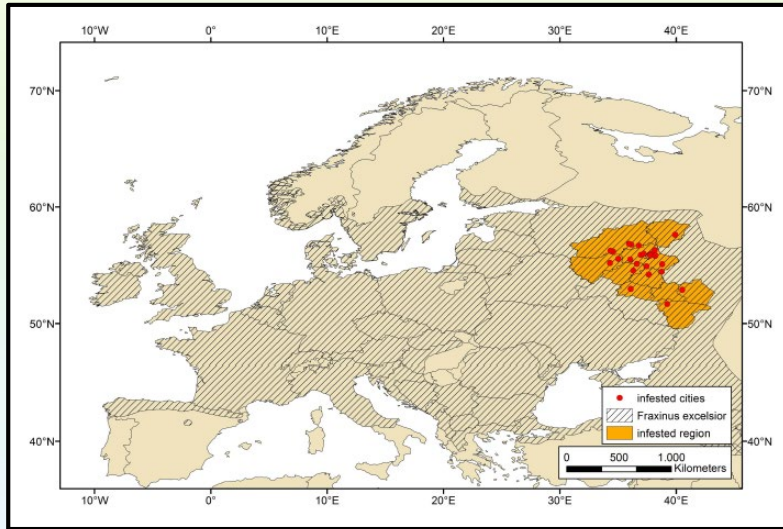 10°W 0° 10°E 20°E 30°E 40°E
70°N 70°N
60°N 60°N
50°N 50°N
40°N 40°N
infested cities
Fraxinus excelsior
infested region
0 500 1.000
Kilometers
10°W 0° 10°E 20°E 30°E 40°E